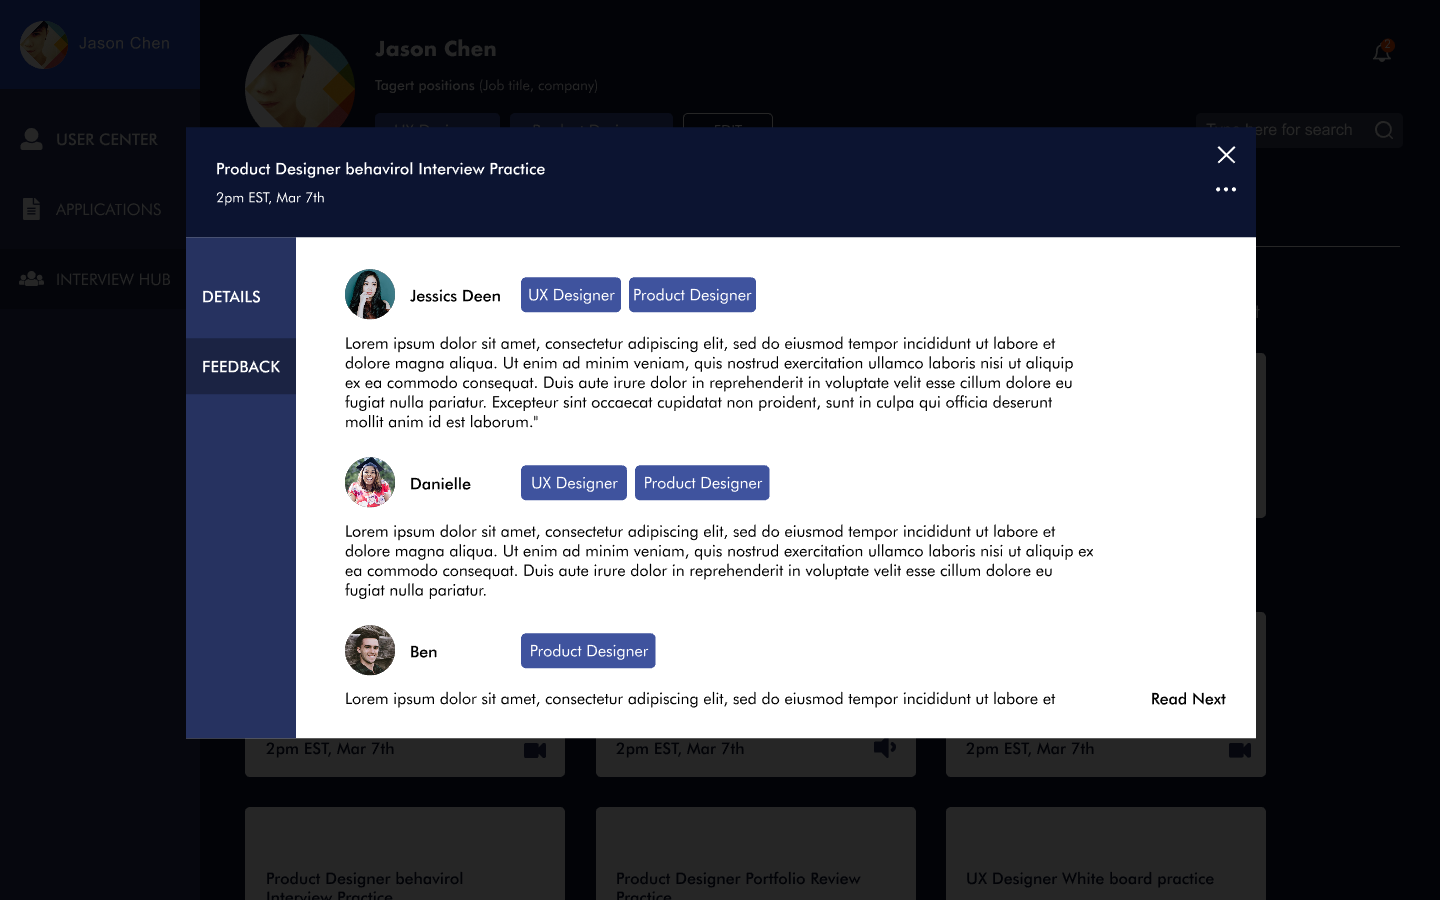 Jason Chen
Jason Chen
Tagert positions (Job title, company)
EDIT
here for search
USER CENTER
APPLICATIONS
INTERVIEW HUB
2
Product Designer behavirol Interview Practice
2pm EST, Mar 7th
DETAILS
FEEDBACK
Jessics Deen
UX Designer
Product Designer
Lorem ipsum dolor sit amet, consectetur adipiscing elit, sed do eiusmod tempor incididunt ut labore et
dolore magna aliqua. Ut enim ad minim veniam, quis nostrud exercitation ullamco laboris nisi ut aliquip
ex ea commodo consequat. Duis aute irure dolor in reprehenderit in voluptate velit esse cillum dolore eu
fugiat nulla pariatur. Excepteur sint occaecat cupidatat non proident, sunt in culpa qui officia deserunt
mollit anim id est laborum."
Danielle
UX Designer
Product Designer
Lorem ipsum dolor sit amet, consectetur adipiscing elit, sed do eiusmod tempor incididunt ut labore et
dolore magna aliqua. Ut enim ad minim veniam, quis nostrud exercitation ullamco laboris nisi ut aliquip ex
ea commodo consequat. Duis aute irure dolor in reprehenderit in voluptate velit esse cillum dolore eu
fugiat nulla pariatur.
Ben
Product Designer
Lorem ipsum dolor sit amet, consectetur adipiscing elit, sed do eiusmod tempor incididunt ut labore et
Read Next
2pm EST, Mar 7th
2pm EST, Mar 7th
2pm EST, Mar 7th
Product Designer behavirol
Interview Practice
Product Designer Portfolio Review
Practice
UX Designer White board practice